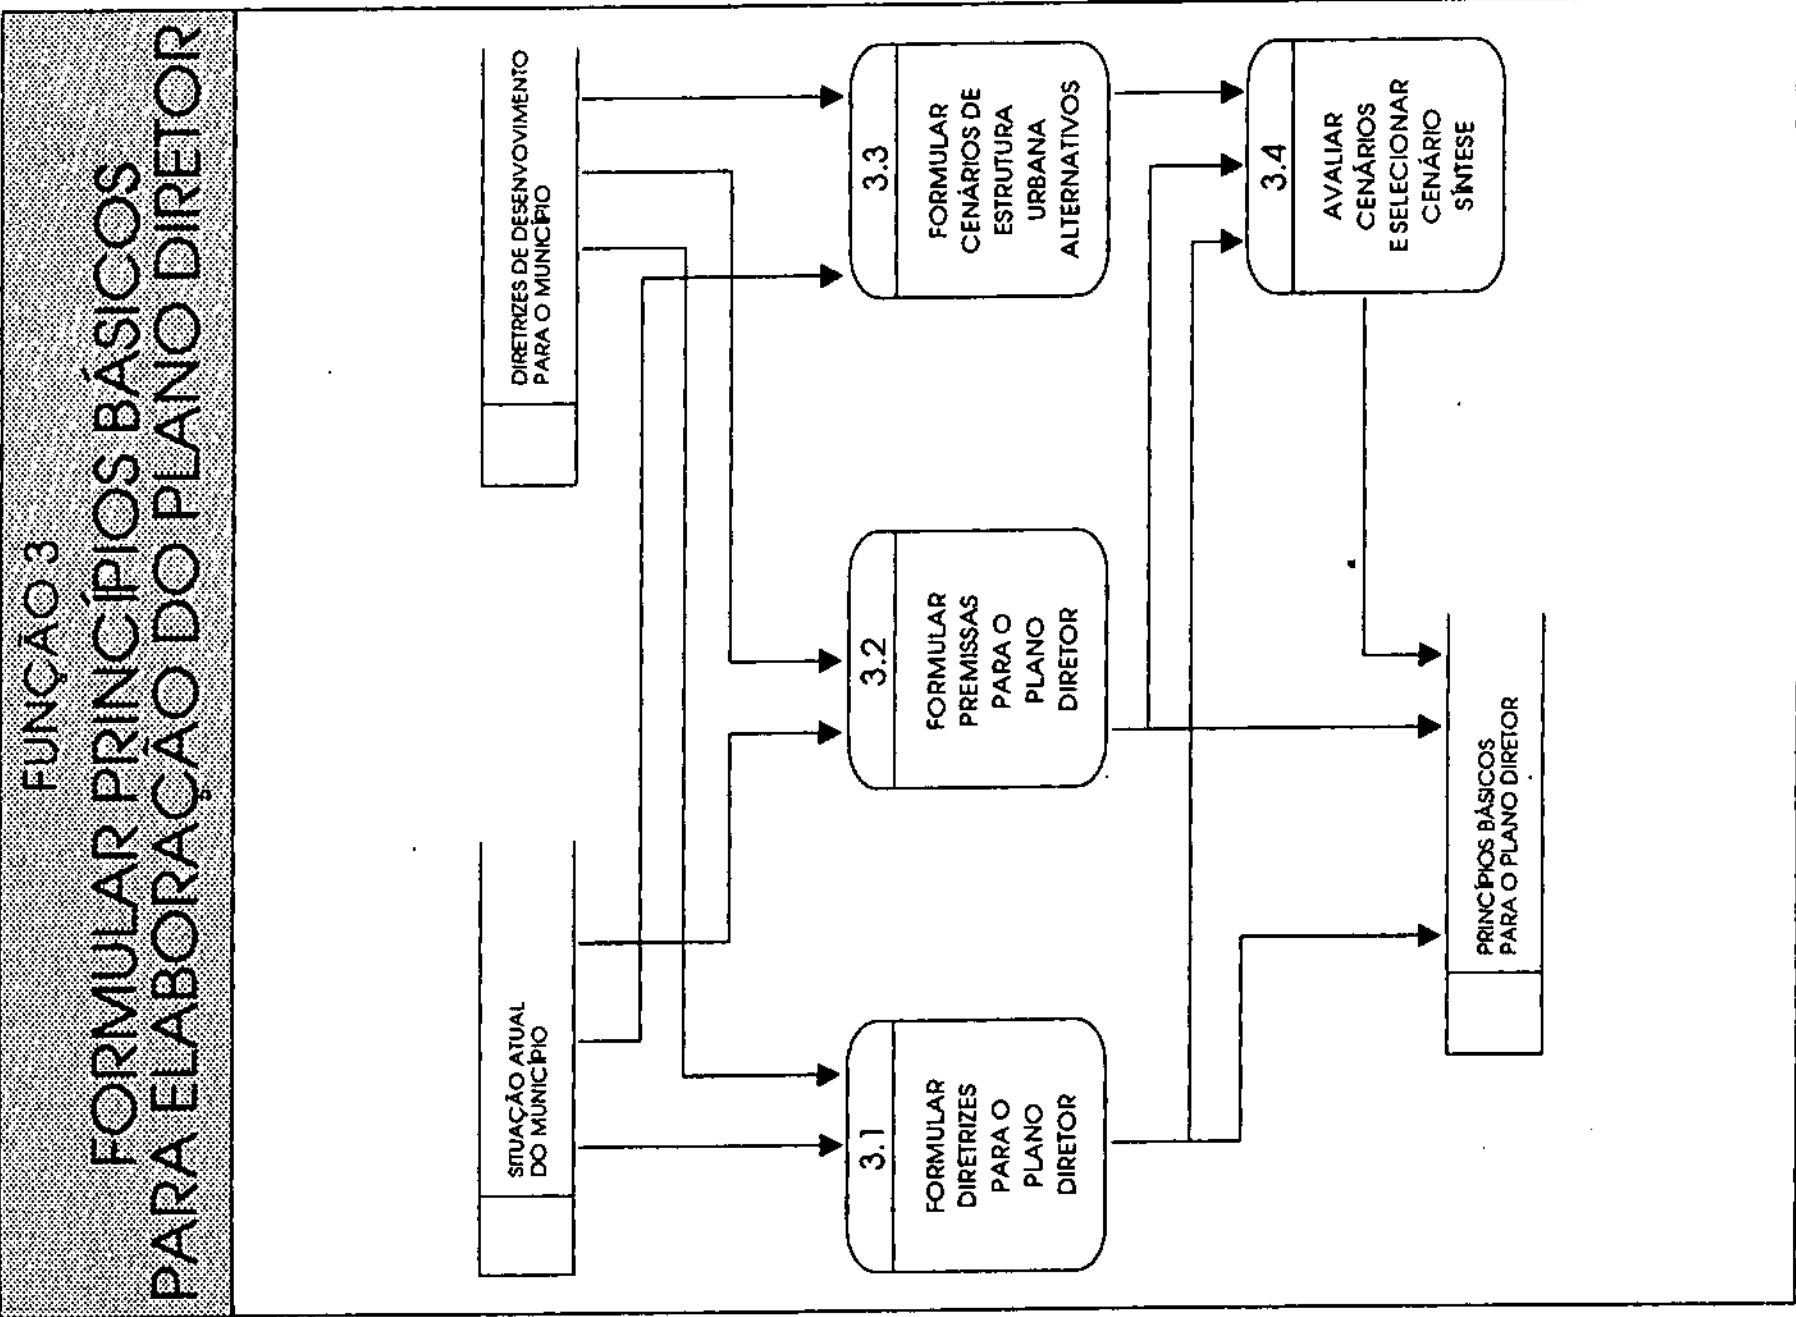 FUNÇÃO 3
FORMULAR PRINCÍPIOS BÁSICOS
PARA ELABORAÇÃO DO PLANO DIRETOR
SITUAÇÃO ATUAL
DO MUNICÍPIO
DIRETRIZES DE DESENVOVIMENTO
PARA O MUNICÍPIO
3.1
FORMULAR
DIRETRIZES
PARA O
PLANO
DIRETOR
3.2
FORMULAR
PREMISSAS
PARA O
PLANO
DIRETOR
3.3
FORMULAR
CENÁRIOS DE
ESTRUTURA
URBANA
ALTERNATIVOS
3.4
AVALIAR
CENÁRIOS
ESELECIONAR
CENÁRIO
SÍNTESE
PRINCÍPIOS BÁSICOS
PARA O PLANO DIRETOR